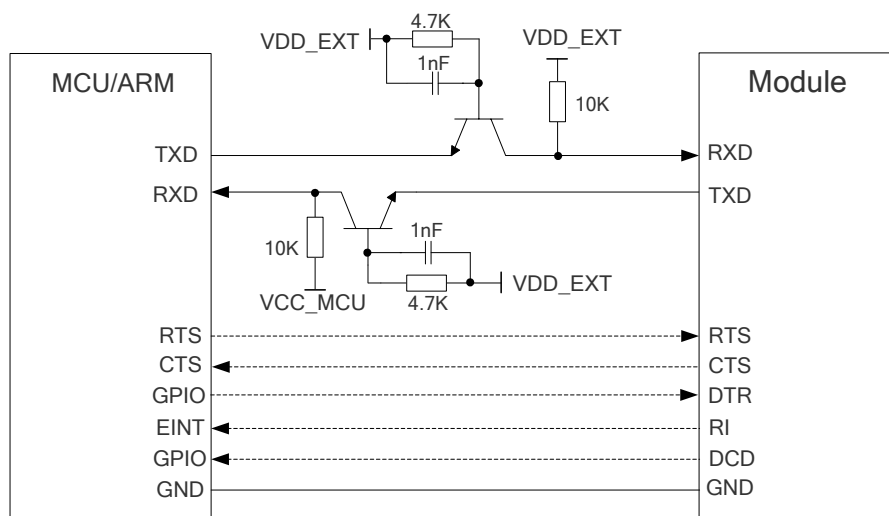 4.7K
VDD_EXT
1nF
VDD_EXT
10K
MCU/ARM
Module
TXD
RXD
RXD
TXD
10K
VCC_MCU
1nF
4.7K
VDD_EXT
RTS
RTS
CTS
CTS
GPIO
DTR
EINT
RI
GPIO
DCD
GND
GND